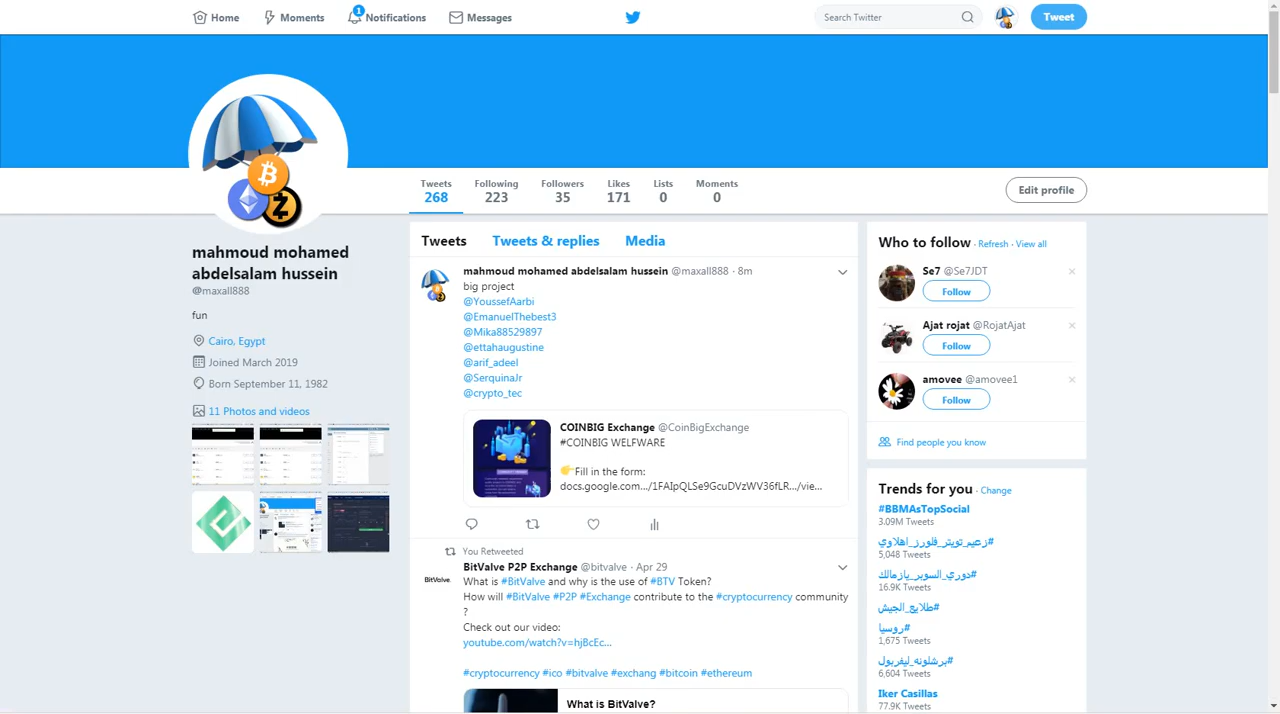 Home
Moments
1
Notifications
Messages
Search Twitter
Tweet
Tweets
268
Following
223
Followers
35
Likes
171
Lists
0
Moments
0
Edit profile
mahmoud mohamed
abdelsalam hussein
@maxall888
fun
Cairo, Egypt
Joined March 2019
Born September 11, 1982
11 Photos and videos
Tweets
Tweets & replies
Media
mahmoud mohamed abdelsalam hussein @maxall888 · 8m
big project
@YoussefAarbi
@EmanuelThebest3
@Mika88529897
@ettahaugustine
@arif_adeel
@SerquinaJr
@crypto_tec
COINBIG Exchange @CoinBigExchange
#COINBIG WELFWARE
👉Fill in the form:
docs.google.com.../1FAIpQLSe9GcuDVzWV36fLR.../vie...
You Retweeted
BitValve
BitValve P2P Exchange @bitvalve · Apr 29
What is #BitValve and why is the use of #BTV Token?
How will #BitValve #P2P #Exchange contribute to the #cryptocurrency community
?
Check out our video:
youtube.com/watch?v=hjBcEc...
#cryptocurrency #ico #bitvalve #exchang #bitcoin #ethereum
What is BitValve?
Who to follow · Refresh · View all
Se7 @Se7JDT
Follow
Ajat rojat @RojatAjat
Follow
amovee @amovee1
Follow
Find people you know
Trends for you · Change
#BBMAsTopSocial
3.09M Tweets
#زعيم_تويتر_فلورز_اهلاوي
5,048 Tweets
#دوري_السوبر_يازمالك
16.9K Tweets
#طلايع_الجيش
#روسيا
1,675 Tweets
#برشلونه_ليفربول
6,604 Tweets
Iker Casillas
77.9K Tweets